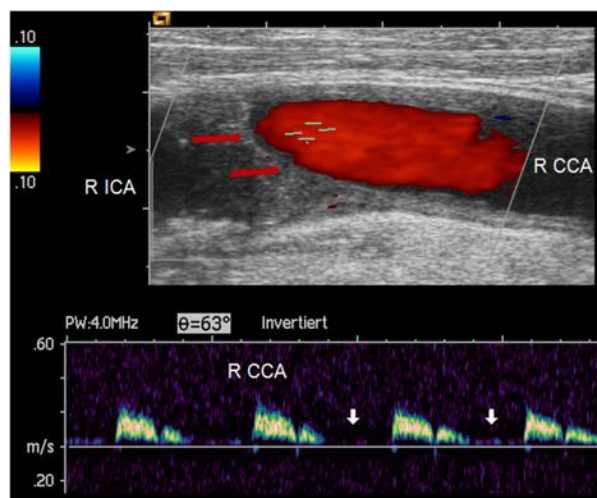 .10
.10
R ICA
R CCA
PW:4.0MHz θ=63° Invertiert
.60
R CCA
m/s
.20